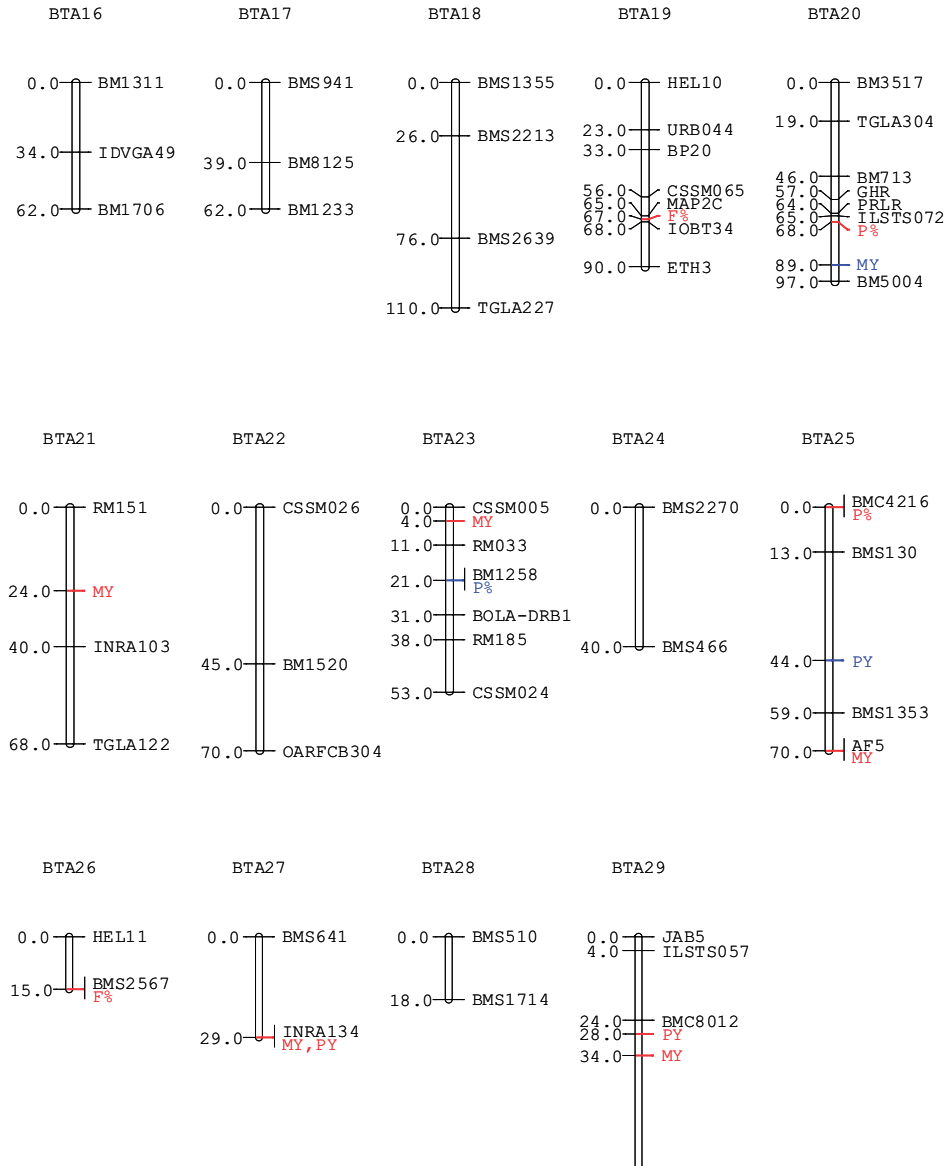 BTA16 BTA17 BTA18 BTA19 BTA20
0.0 BM1311
34.0 IDVGA49
62.0 BM1706
0.0 BMS941
39.0 BM8125
62.0 BM1233
0.0 BMS1355
26.0 BMS2213
76.0 BMS2639
110.0 TGLA227
0.0 HEL10
23.0 URB044
33.0 BP20
56.0 CSSM065
65.0 MAP2C
67.0 F%
68.0 IOBT34
90.0 ETH3
0.0 BM3517
19.0 TGLA304
46.0 BM713
57.0 GHR
64.0 PRLR
65.0 ILSTS072
68.0 P%
89.0 MY
97.0 BM5004
BTA21 BTA22 BTA23 BTA24 BTA25
0.0 RM151
24.0 MY
40.0 INRA103
68.0 TGLA122
0.0 CSSM026
45.0 BM1520
70.0 OARFCB304
0.0 CSSM005
4.0 MY
11.0 RM033
21.0 BM1258
P%
31.0 BOLA-DRB1
38.0 RM185
53.0 CSSM024
0.0 BMS2270
40.0 BMS466
0.0 BMC4216
P%
13.0 BMS130
44.0 PY
59.0 BMS1353
70.0 AF5
MY
BTA26 BTA27 BTA28 BTA29
0.0 HEL11
15.0 BMS2567
F%
0.0 BMS641
29.0 INRA134
MY,PY
0.0 BMS510
18.0 BMS1714
0.0 JAB5
4.0 ILSTS057
24.0 BMC8012
28.0 PY
34.0 MY